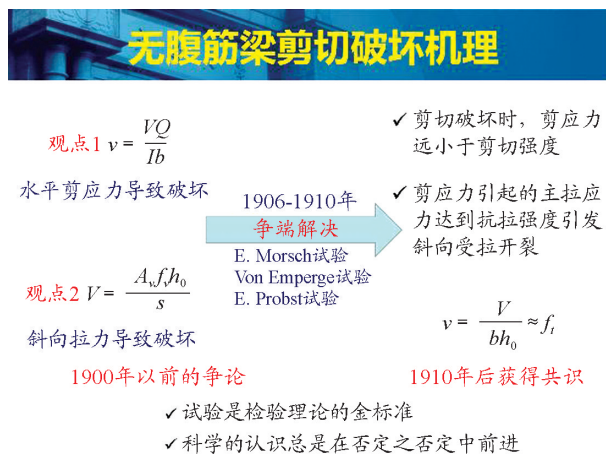 无腹筋梁剪切破坏机理
观点1 v = VQ / Ib
水平剪应力导致破坏
观点2 V = A_v f_v h_0 / s
斜向拉力导致破坏
1900年以前的争论
1906-1910年
争端解决
E. Morsch试验
Von Emperge试验
E. Probst试验
✓ 剪切破坏时，剪应力
远小于剪切强度
✓ 剪应力引起的主拉应
力达到抗拉强度引发
斜向受拉开裂
v = V / bh_0 ≈ f_t
1910年后获得共识
✓ 试验是检验理论的金标准
✓ 科学的认识总是在否定之否定中前进